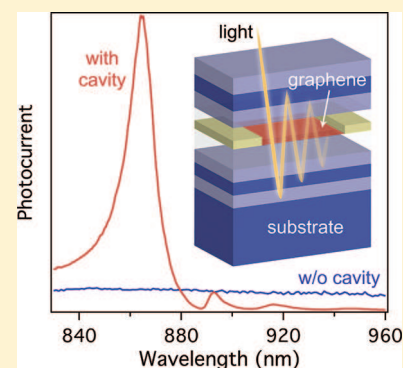 light
with
cavity
graphene
substrate
w/o cavity
Photocurrent
840
880
920
960
Wavelength (nm)